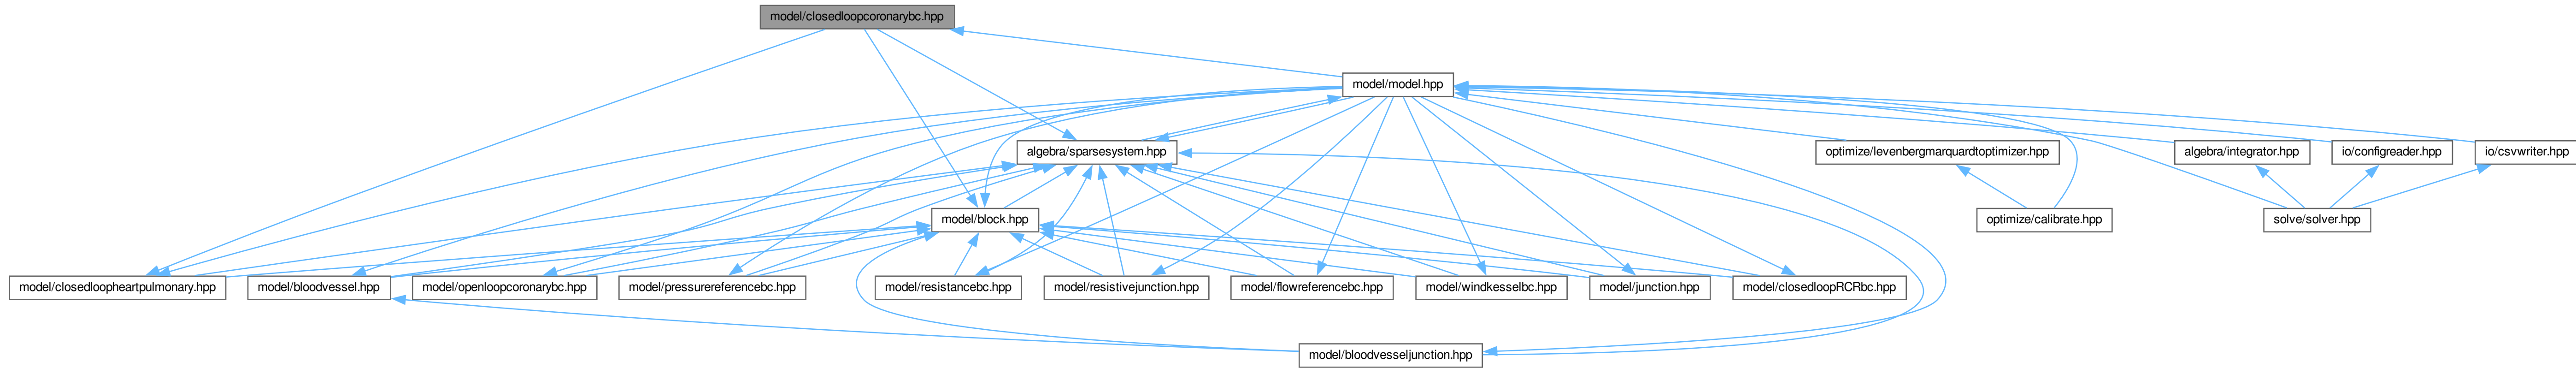 model/closedloopcoronarybc.hpp
model/model.hpp
algebra/sparsesystem.hpp
optimize/levenbergmarquardtoptimizer.hpp
algebra/integrator.hpp
io/configreader.hpp
io/csvwriter.hpp
model/block.hpp
optimize/calibrate.hpp
solve/solver.hpp
model/closedloopheartpulmonary.hpp
model/bloodvessel.hpp
model/openloopcoronarybc.hpp
model/pressurereferencebc.hpp
model/resistancebc.hpp
model/resistivejunction.hpp
model/flowreferencebc.hpp
model/windkesselbc.hpp
model/junction.hpp
model/closedloopRCRbc.hpp
model/bloodvesseljunction.hpp